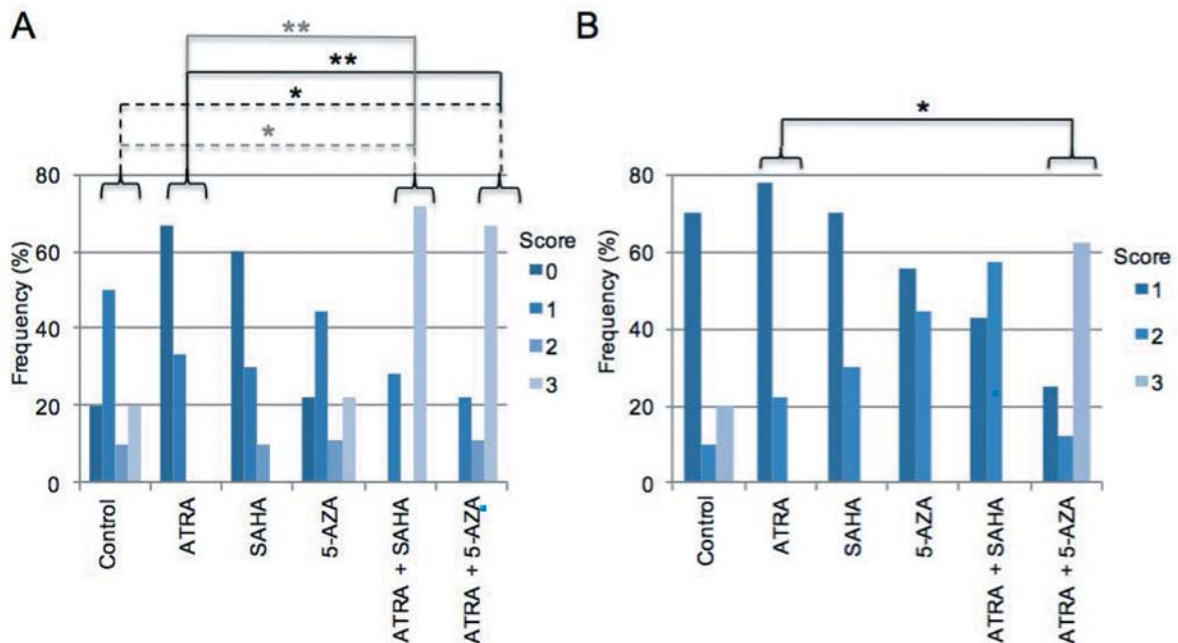 A
**
**
*
*
80
60
40
20
0
Frequency (%)
Control
ATRA
SAHA
5-AZA
ATRA + SAHA
ATRA + 5-AZA
Score
0
1
2
3
B
*
80
60
40
20
0
Frequency (%)
Control
ATRA
SAHA
5-AZA
ATRA + SAHA
ATRA + 5-AZA
Score
1
2
3